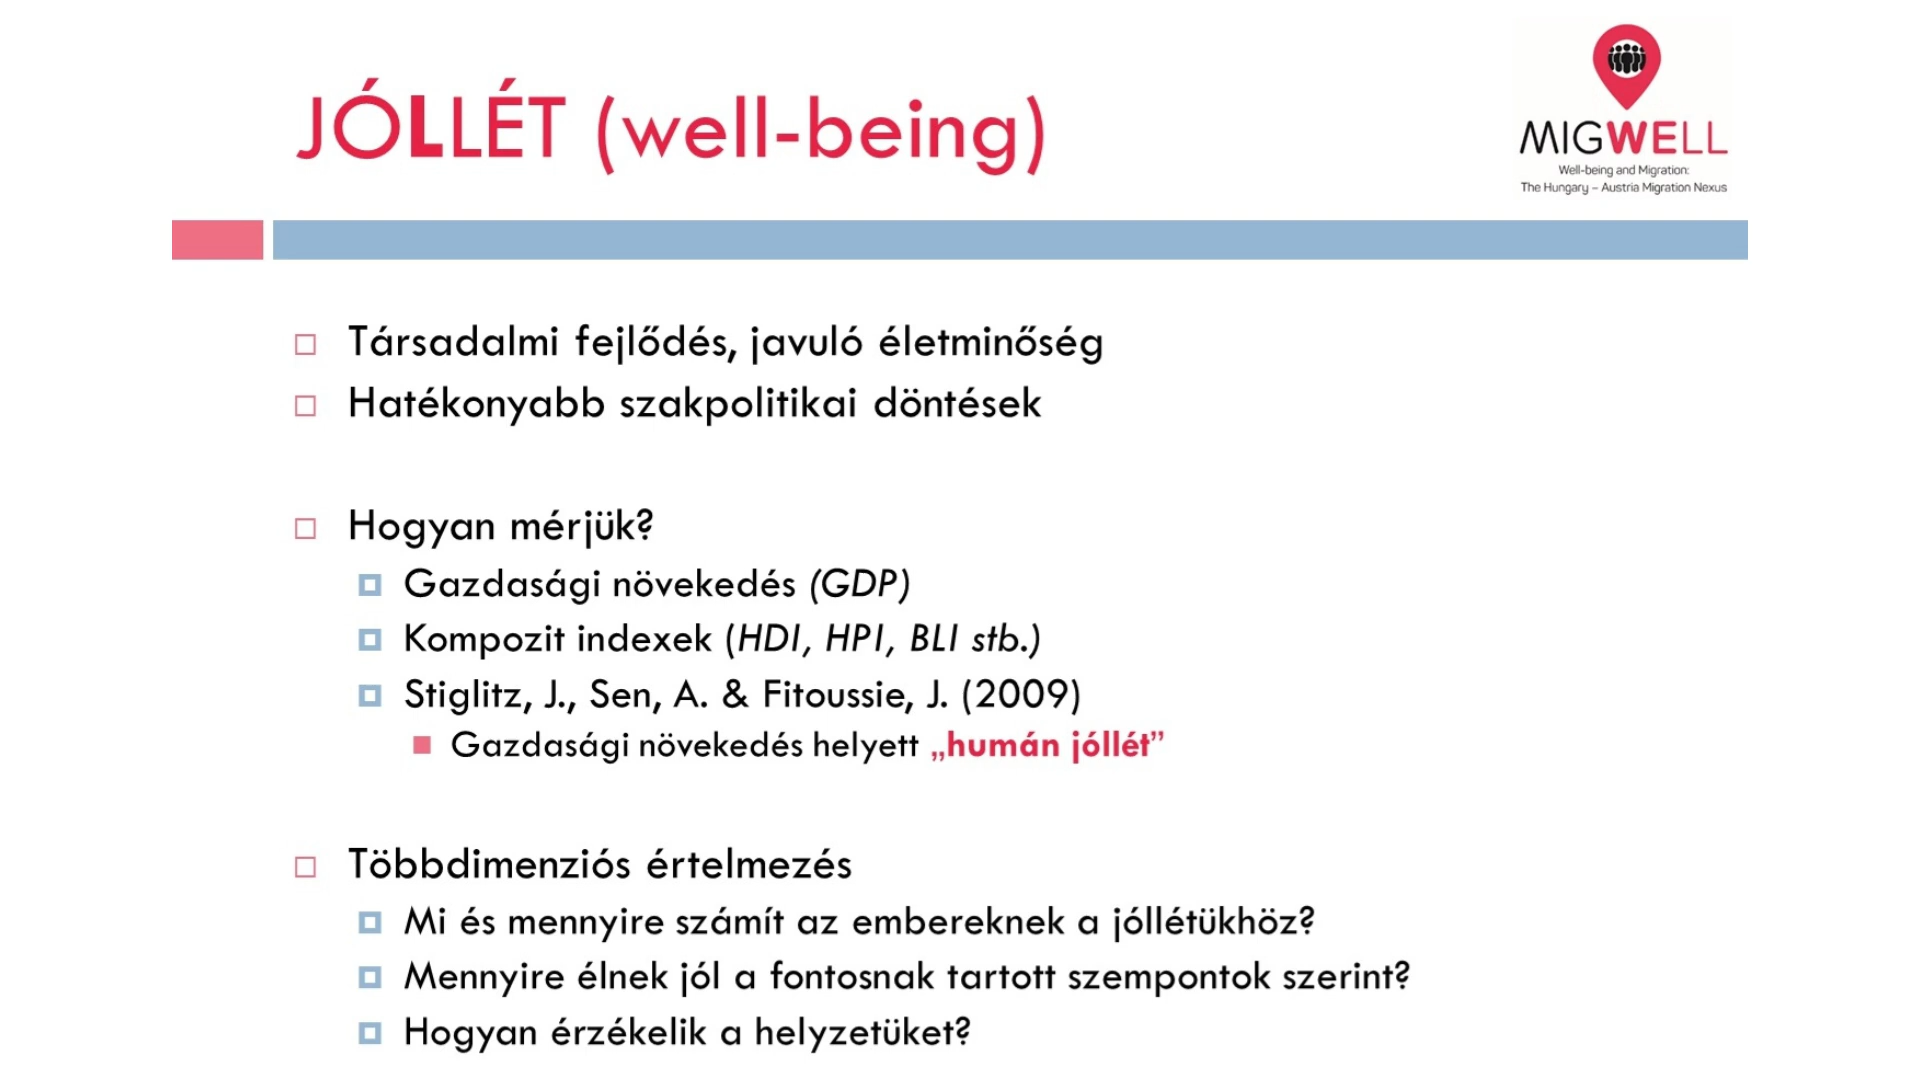 JÓLLÉT (well-being)
MIGWELL
Well-being and Migration:
The Hungary – Austria Migration Nexus
Társadalmi fejlődés, javuló életminőség
Hatékonyabb szakpolitikai döntések
Hogyan mérjük?
Gazdasági növekedés (GDP)
Kompozit indexek (HDI, HPI, BLI stb.)
Stiglitz, J., Sen, A. & Fitoussie, J. (2009)
Gazdasági növekedés helyett „humán jóllét”
Többdimenziós értelmezés
Mi és mennyire számít az embereknek a jóllétükhöz?
Mennyire élnek jól a fontosnak tartott szempontok szerint?
Hogyan érzékelik a helyzetüket?